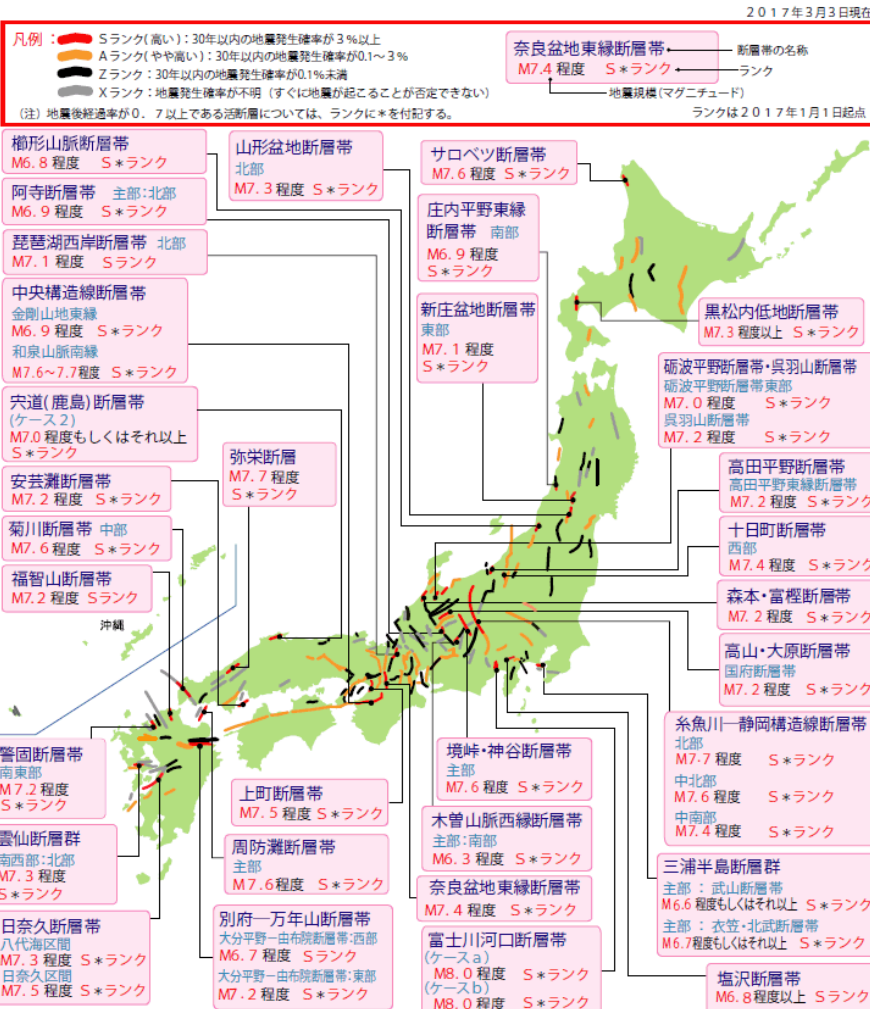 2017年3月3日現在
凡例：
Sランク(高い)：30年以内の地震発生確率が3%以上
Aランク(やや高い)：30年以内の地震発生確率が0.1〜3%
Zランク：30年以内の地震発生確率が0.1%未満
Xランク：地震発生確率が不明（すぐに地震が起こることが否定できない）
（注）地震後経過率が0．7以上である活断層については、ランクに*を付記する。
奈良盆地東縁断層帯
M7.4 程度 S*ランク
断層帯の名称
ランク
地震規模(マグニチュード)
ランクは2017年1月1日起点
櫛形山脈断層帯
M6.8 程度 S*ランク
阿寺断層帯 主部:北部
M6.9 程度 S*ランク
琵琶湖西岸断層帯 北部
M7.1 程度 Sランク
中央構造線断層帯
金剛山地東縁
M6.9 程度 S*ランク
和泉山脈南縁
M7.6〜7.7程度 S*ランク
宍道(鹿島)断層帯
(ケース2)
M7.0 程度もしくはそれ以上
S*ランク
安芸灘断層帯
M7.2 程度 S*ランク
菊川断層帯 中部
M7.6 程度 S*ランク
福智山断層帯
M7.2 程度 Sランク
沖縄
山形盆地断層帯
北部
M7.3 程度 S*ランク
弥栄断層
M7.7 程度
S*ランク
サロベツ断層帯
M7.6 程度 S*ランク
庄内平野東縁
断層帯 南部
M6.9 程度
S*ランク
新庄盆地断層帯
東部
M7.1 程度
S*ランク
黒松内低地断層帯
M7.3 程度以上 S*ランク
砺波平野断層帯・呉羽山断層帯
砺波平野断層帯東部
M7.0 程度 S*ランク
呉羽山断層帯
M7.2 程度 S*ランク
高田平野断層帯
高田平野東縁断層帯
M7.2 程度 S*ランク
十日町断層帯
西部
M7.4 程度 S*ランク
森本・富樫断層帯
M7.2 程度 S*ランク
高山・大原断層帯
国府断層帯
M7.2 程度 S*ランク
糸魚川―静岡構造線断層帯
北部
M7.7 程度 S*ランク
中北部
M7.6 程度 S*ランク
中南部
M7.4 程度 S*ランク
三浦半島断層群
主部：武山断層帯
M6.6 程度もしくはそれ以上 S*ランク
主部：衣笠・北武断層帯
M6.7程度もしくはそれ以上 S*ランク
塩沢断層帯
M6.8程度以上 Sランク
警固断層帯
南東部
M7.2程度
S*ランク
雲仙断層群
南西部:北部
M7.3 程度
S*ランク
日奈久断層帯
八代海区間
M7.3 程度 S*ランク
日奈久区間
M7.5 程度 S*ランク
上町断層帯
M7.5 程度 S*ランク
周防灘断層帯
主部
M7.6程度 S*ランク
別府―万年山断層帯
大分平野―由布院断層帯:西部
M6.7 程度 Sランク
大分平野―由布院断層帯:東部
M7.2 程度 S*ランク
境峠・神谷断層帯
主部
M7.6 程度 S*ランク
木曽山脈西縁断層帯
主部:南部
M6.3 程度 S*ランク
奈良盆地東縁断層帯
M7.4 程度 S*ランク
富士川河口断層帯
(ケースa)
M8.0 程度 S*ランク
(ケースb)
M8.0 程度 S*ランク